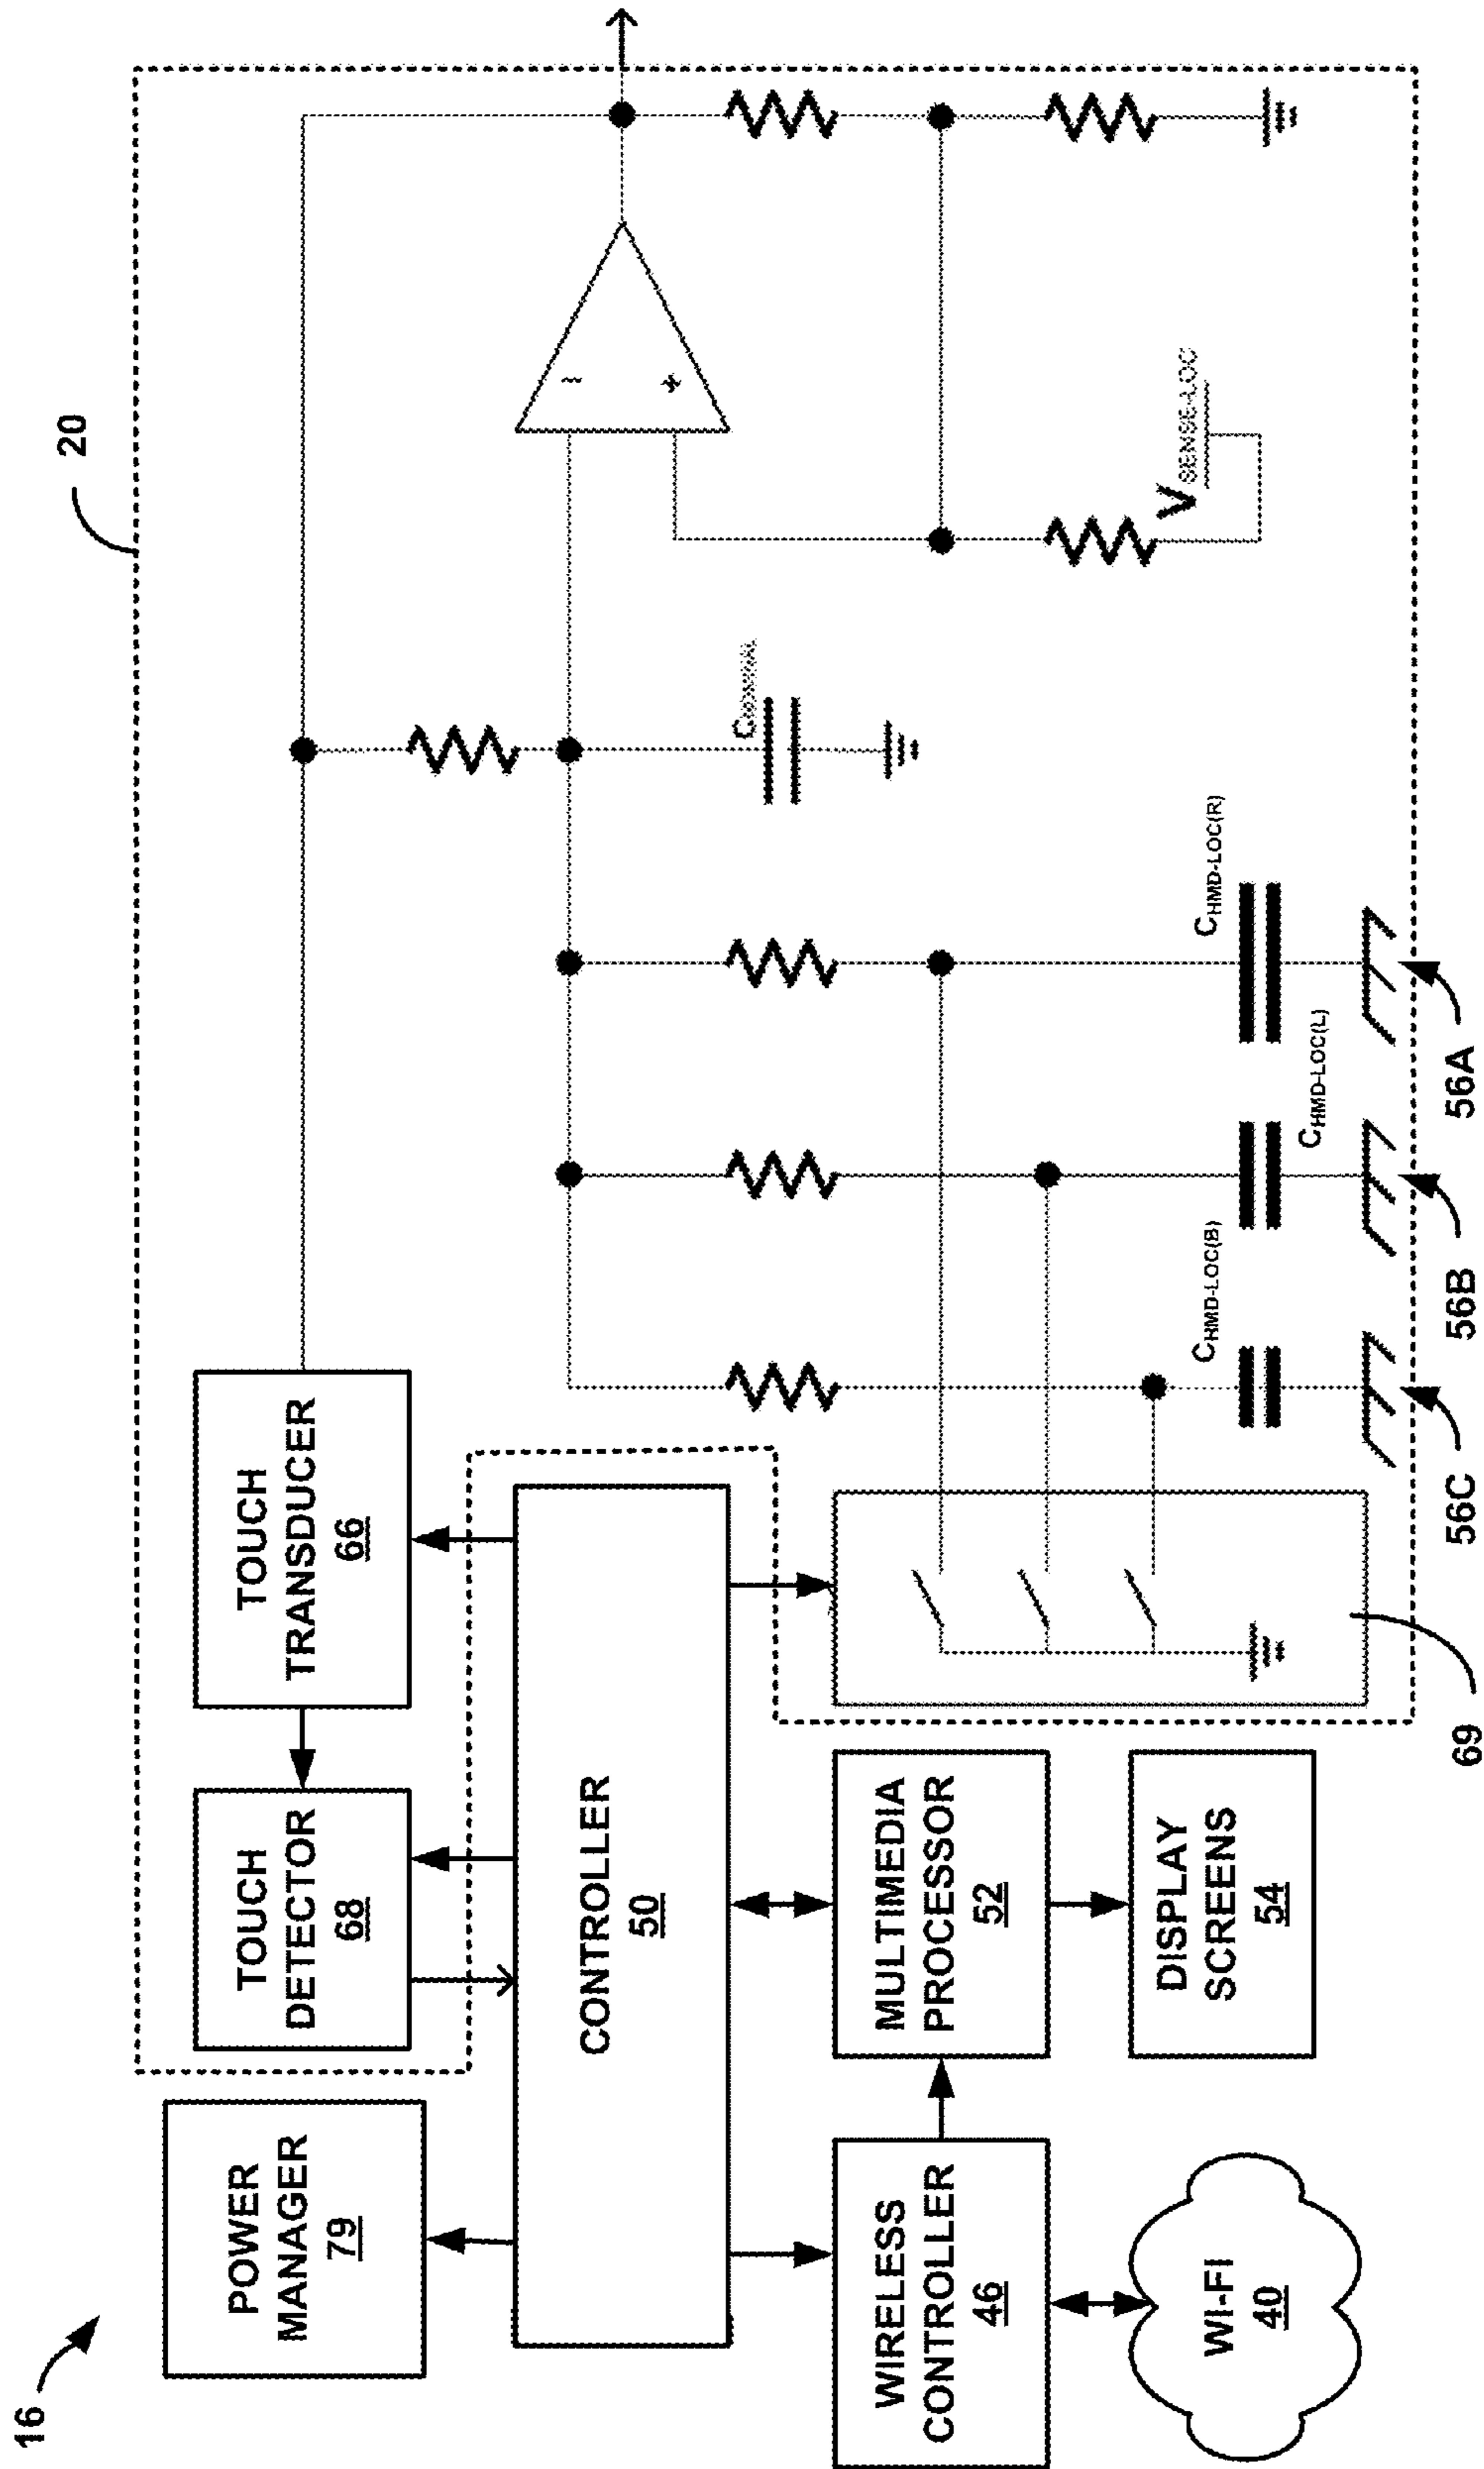 16
20
POWER
MANAGER
79
TOUCH
DETECTOR
68
TOUCH
TRANSDUCER
66
CONTROLLER
50
-
+
C
WIRELESS
CONTROLLER
46
MULTIMEDIA
PROCESSOR
52
VSENSE-LOC
WI-FI
40
DISPLAY
SCREENS
54
CHMD-LOC(B)
CHMD-LOC(L)
CHMD-LOC(R)
69
56C
56B
56A